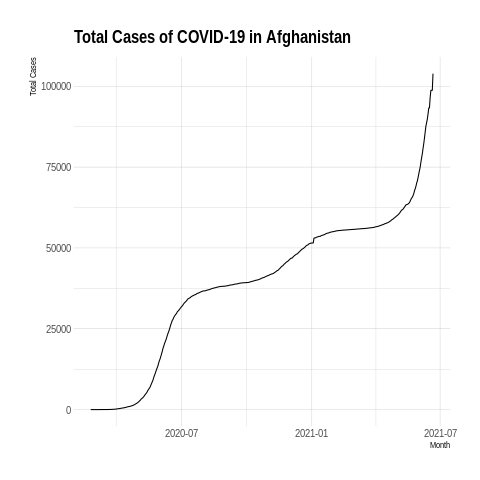 Total Cases of COVID-19 in Afghanistan
Total Cases
100000
75000
50000
25000
0
2020-07 2021-01 2021-07
Month